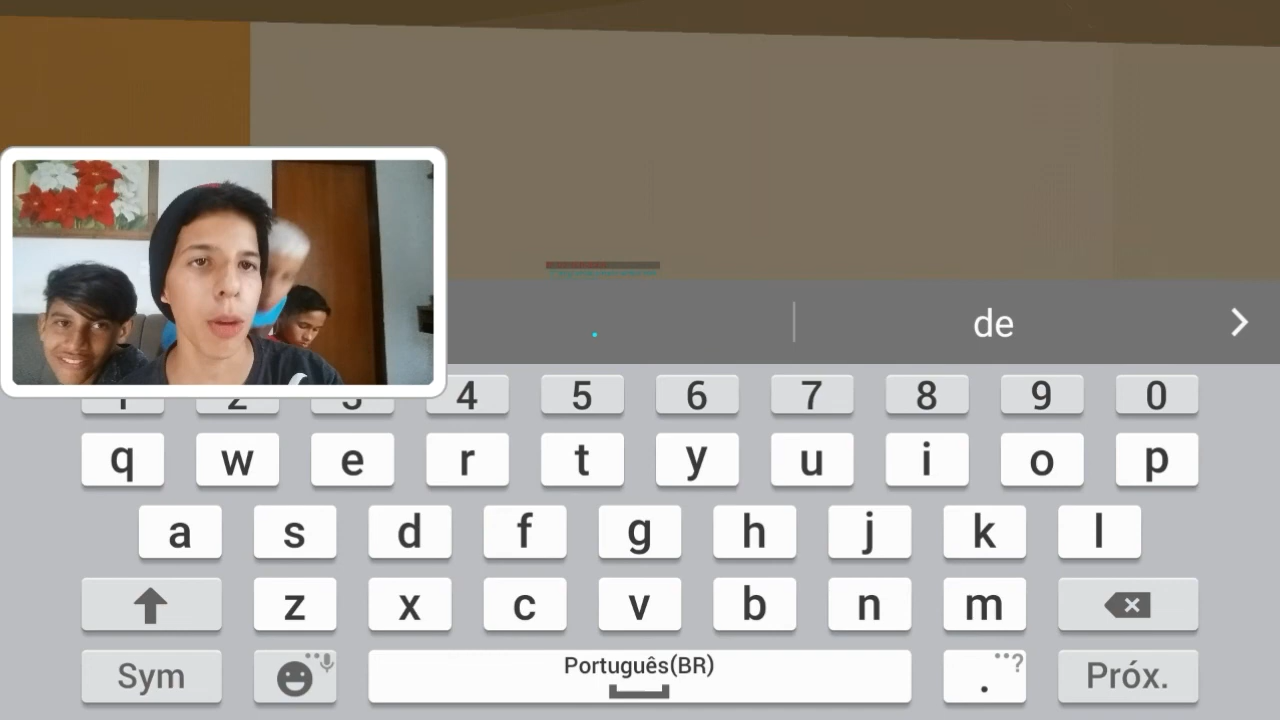 . de
4 5 6 7 8 9 0
q w e r t y u i o p
a s d f g h j k l
z x c v b n m
Sym Português(BR) . ? Próx.